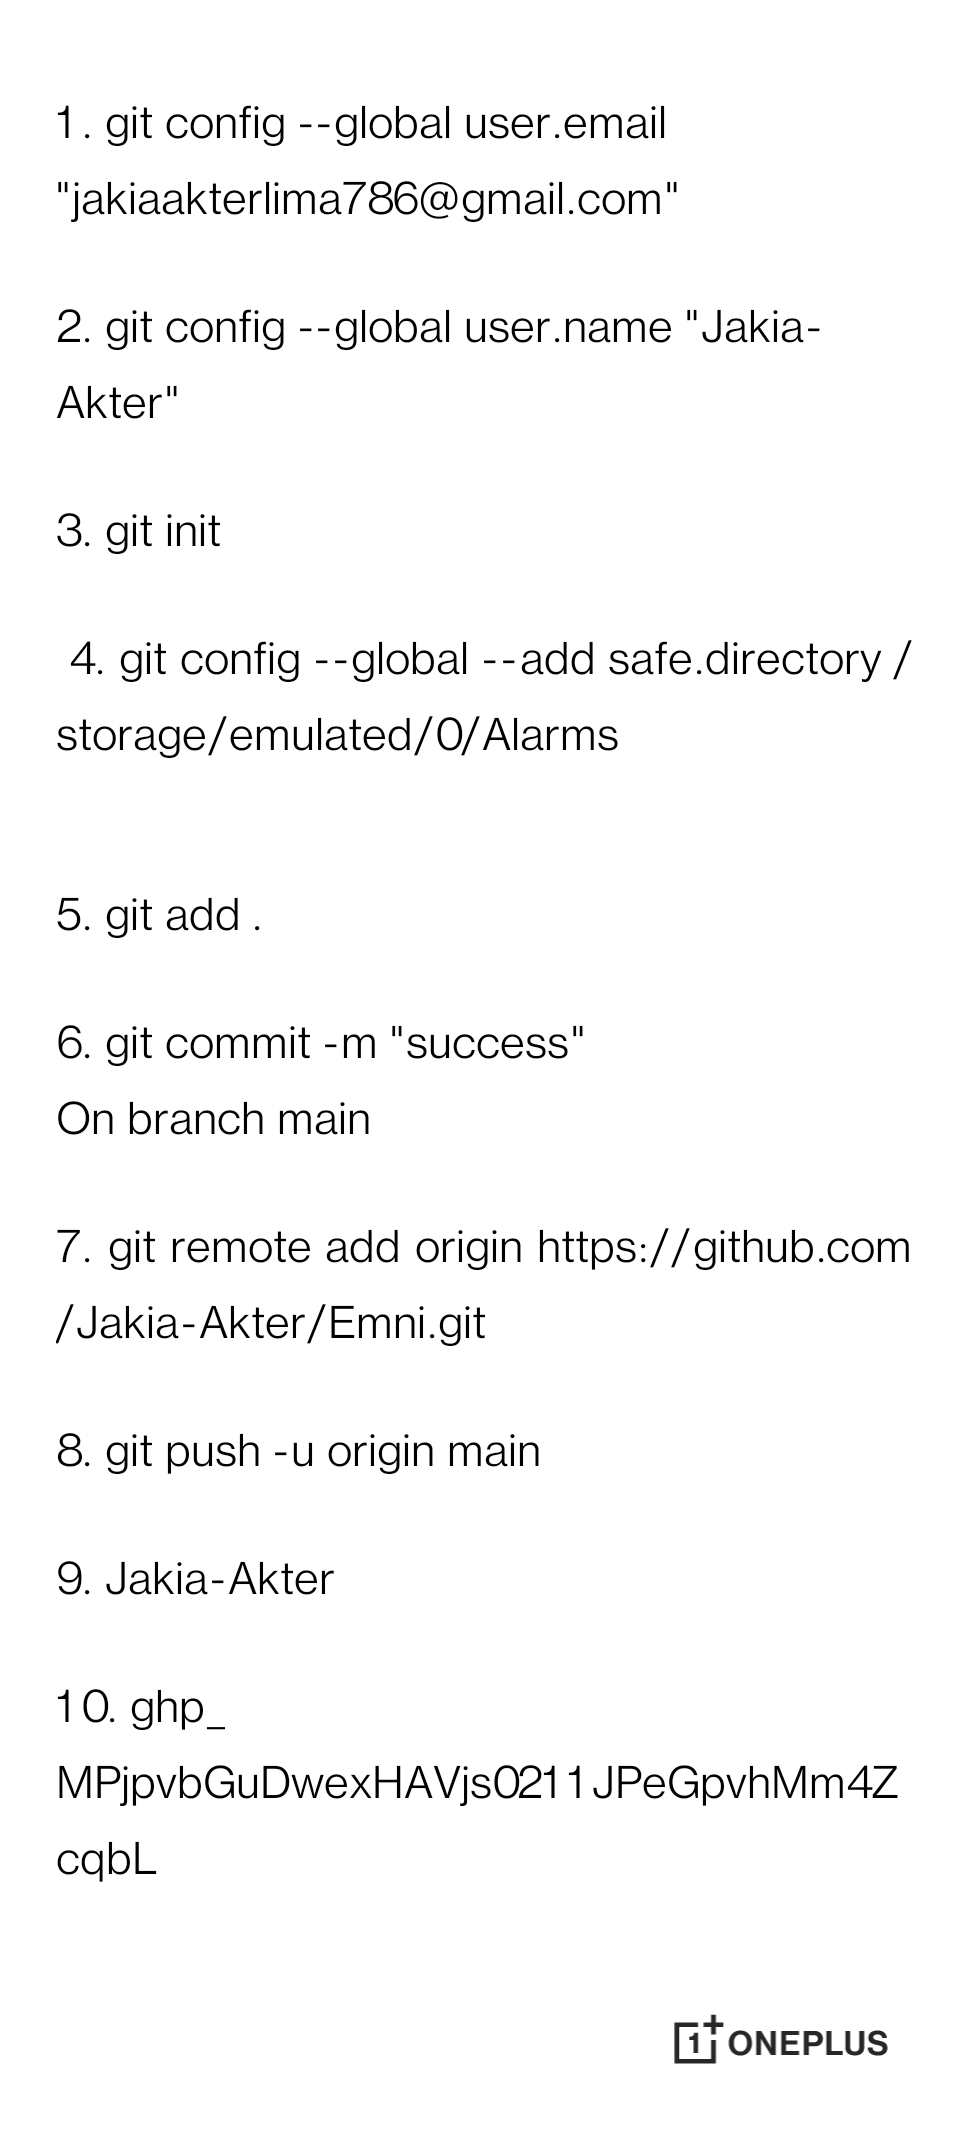 1. git config --global user.email
"jakiaakterlima786@gmail.com"
2. git config --global user.name "Jakia-
Akter"
3. git init
4. git config --global --add safe.directory /
storage/emulated/0/Alarms
5. git add .
6. git commit -m "success"
On branch main
7. git remote add origin https://github.com
/Jakia-Akter/Emni.git
8. git push -u origin main
9. Jakia-Akter
10. ghp_
MPjpvbGuDwexHAVjs0211JPeGpvhMm4Z
cqbL
1+ ONEPLUS